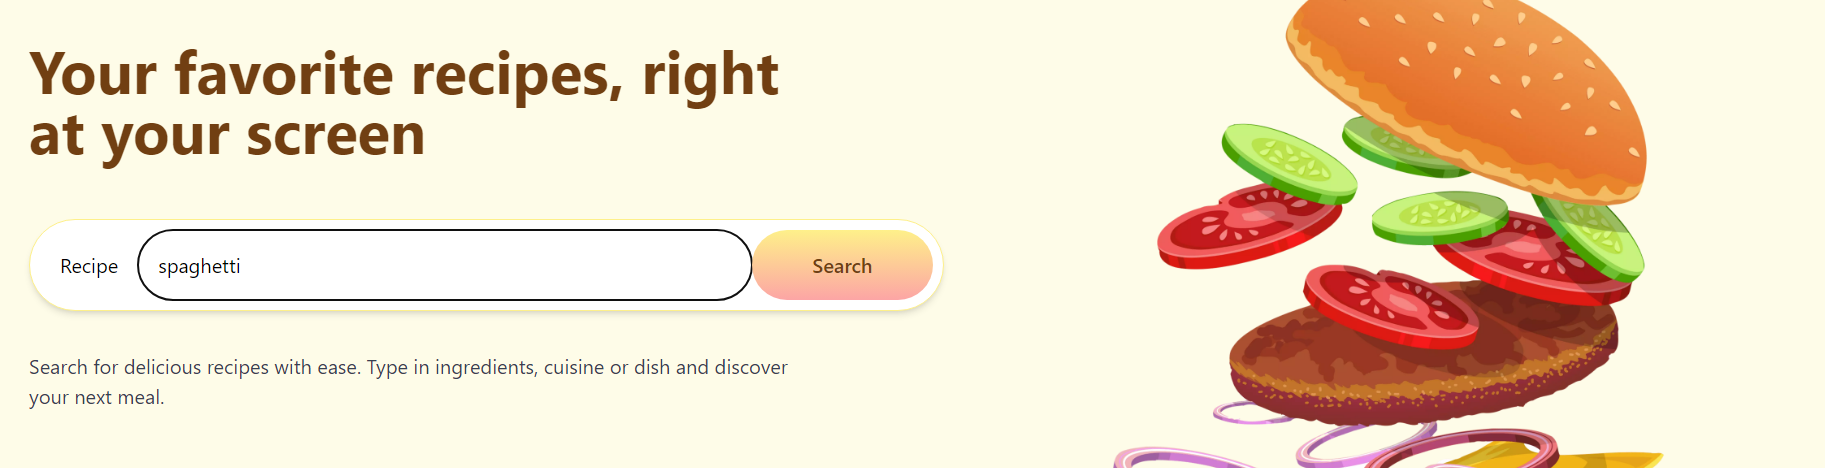 Your favorite recipes, right
at your screen
Recipe spaghetti Search
Search for delicious recipes with ease. Type in ingredients, cuisine or dish and discover
your next meal.